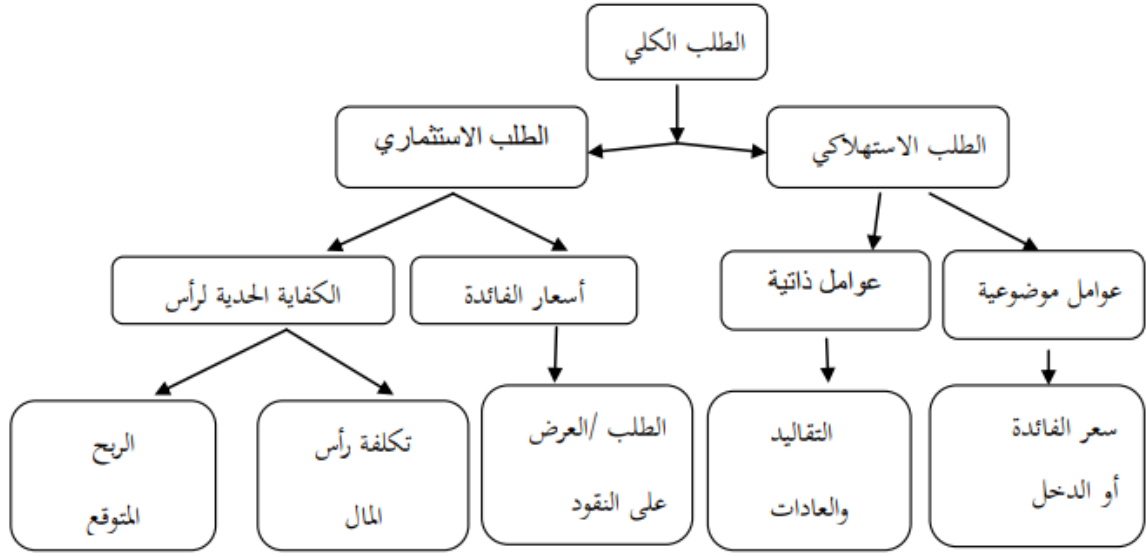 الطلب الكلي
الطلب الاستهلاكي
الطلب الاستثماري
عوامل موضوعية
عوامل ذاتية
أسعار الفائدة
الكفاية الحدية لرأس
سعر الفائدة
أو الدخل
التقاليد
والعادات
الطلب /العرض
على النقود
تكلفة رأس
المال
الربح
المتوقع